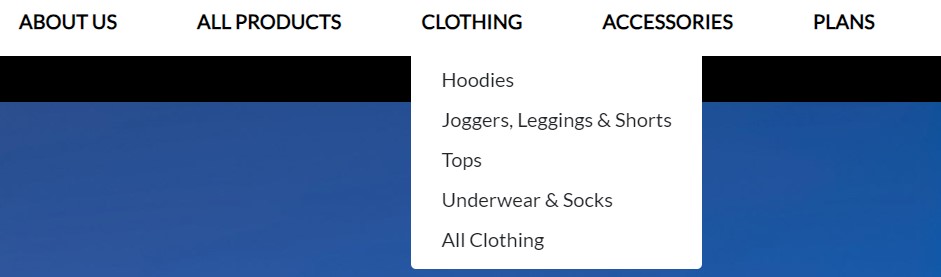 ABOUT US ALL PRODUCTS CLOTHING ACCESSORIES PLANS
Hoodies
Joggers, Leggings & Shorts
Tops
Underwear & Socks
All Clothing